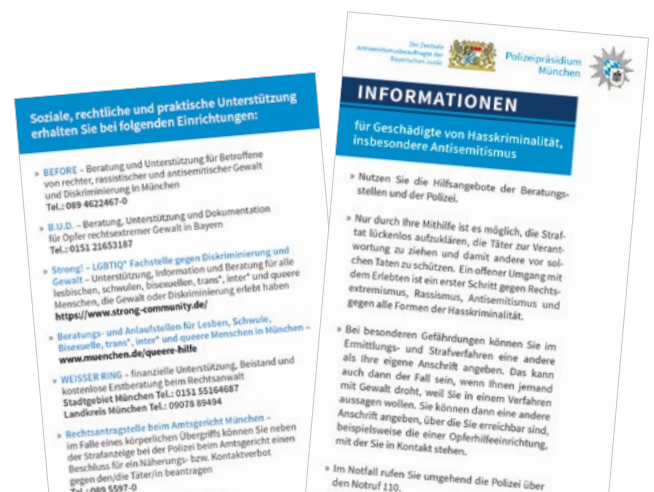 Soziale, rechtliche und praktische Unterstützung
erhalten Sie bei folgenden Einrichtungen:
» BEFORE – Beratung und Unterstützung für Betroffene
von rechter, rassistischer und antisemitischer Gewalt
und Diskriminierung in München
Tel.: 089 4622467-0
» B.U.D. – Beratung, Unterstützung und Dokumentation
für Opfer rechtsextremer Gewalt in Bayern
Tel.: 0151 21653187
» Strong! – LGBTIQ* Fachstelle gegen Diskriminierung und
Gewalt – Unterstützung, Information und Beratung für alle
lesbischen, schwulen, bisexuellen, trans*, inter* und queere
Menschen, die Gewalt oder Diskriminierung erlebt haben
https://www.strong-community.de/
» Beratungs- und Anlaufstellen für Lesben, Schwule,
Bisexuelle, trans*, inter* und queere Menschen in München –
www.muenchen.de/queere-hilfe
» WEISSER RING – finanzielle Unterstützung, Beistand und
kostenlose Erstberatung beim Rechtsanwalt
Stadtgebiet München Tel.: 0151 55164687
Landkreis München Tel.: 09078 89494
» Rechtsantragstelle beim Amtsgericht München –
im Falle eines körperlichen Übergriffs können Sie neben
der Strafanzeige bei der Polizei beim Amtsgericht einen
Beschluss für ein Näherungs- bzw. Kontaktverbot
gegen den/die Täter/in beantragen
Tel.: 089 5597-0
Der Zentrale
Antisemitismusbeauftragte der
Bayerischen Justiz
Polizeipräsidium
München
INFORMATIONEN
für Geschädigte von Hasskriminalität,
insbesondere Antisemitismus
» Nutzen Sie die Hilfsangebote der Beratungs-
stellen und der Polizei.
» Nur durch Ihre Mithilfe ist es möglich, die Straf-
tat lückenlos aufzuklären, die Täter zur Verant-
wortung zu ziehen und damit andere vor sol-
chen Taten zu schützen. Ein offener Umgang mit
dem Erlebten ist ein erster Schritt gegen Rechts-
extremismus, Rassismus, Antisemitismus und
gegen alle Formen der Hasskriminalität.
» Bei besonderen Gefährdungen können Sie im
Ermittlungs- und Strafverfahren eine andere
als Ihre eigene Anschrift angeben. Das kann
auch dann der Fall sein, wenn Ihnen jemand
mit Gewalt droht, weil Sie in einem Verfahren
aussagen wollen. Sie können dann eine andere
Anschrift angeben, über die Sie erreichbar sind,
beispielsweise die einer Opferhilfeeinrichtung,
mit der Sie in Kontakt stehen.
» Im Notfall rufen Sie umgehend die Polizei über
den Notruf 110.